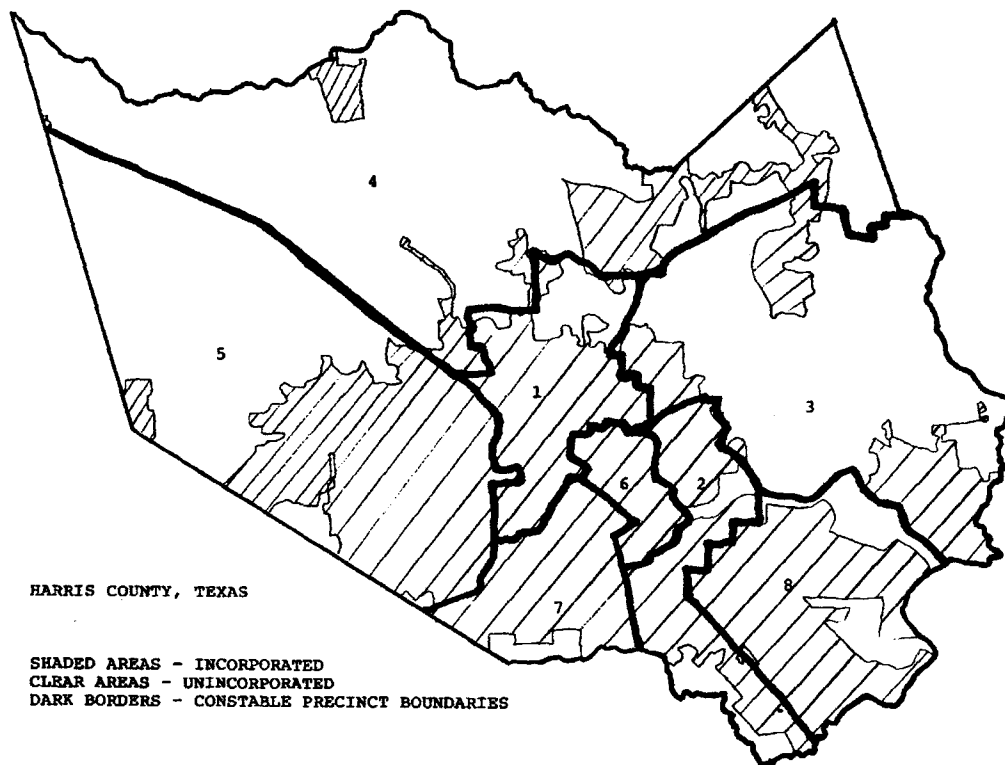 4
5
1
3
6
2
8
7
HARRIS COUNTY, TEXAS
SHADED AREAS - INCORPORATED
CLEAR AREAS - UNINCORPORATED
DARK BORDERS - CONSTABLE PRECINCT BOUNDARIES